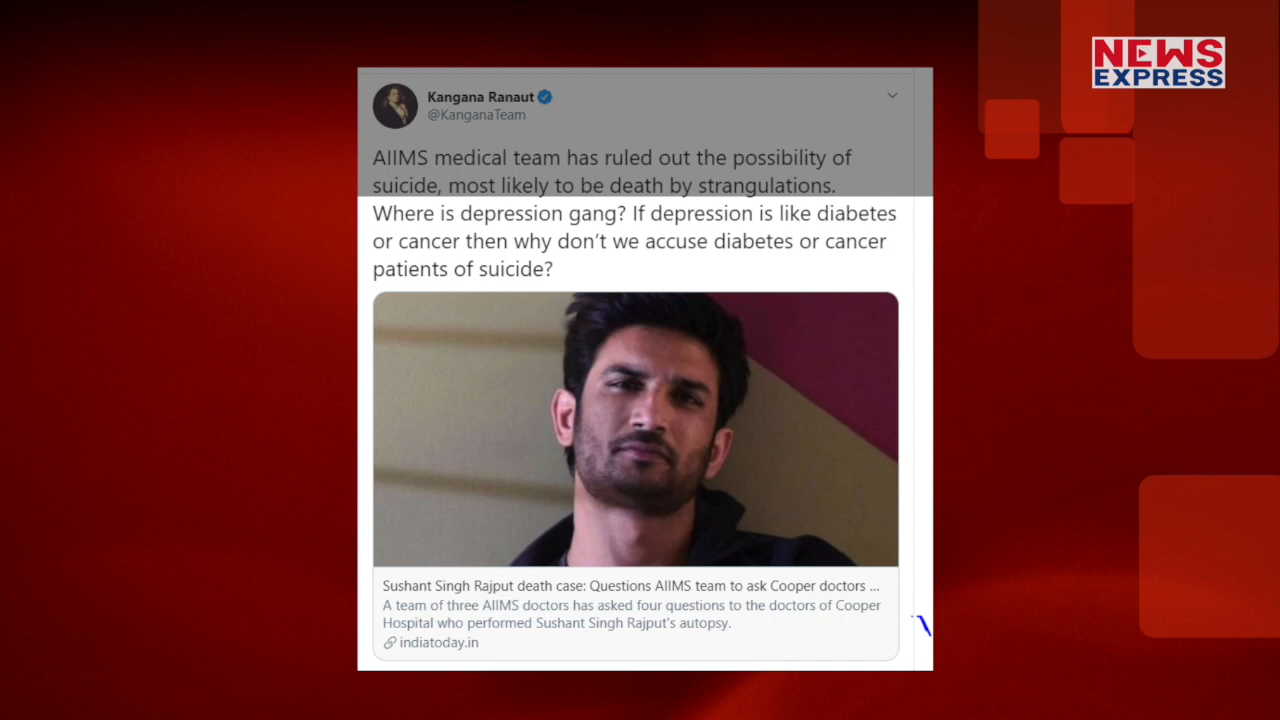 NEWS
EXPRESS
Kangana Ranaut
@KanganaTeam
AIIMS medical team has ruled out the possibility of
suicide, most likely to be death by strangulations.
Where is depression gang? If depression is like diabetes
or cancer then why don’t we accuse diabetes or cancer
patients of suicide?
Sushant Singh Rajput death case: Questions AIIMS team to ask Cooper doctors ...
A team of three AIIMS doctors has asked four questions to the doctors of Cooper
Hospital who performed Sushant Singh Rajput's autopsy.
indiatoday.in